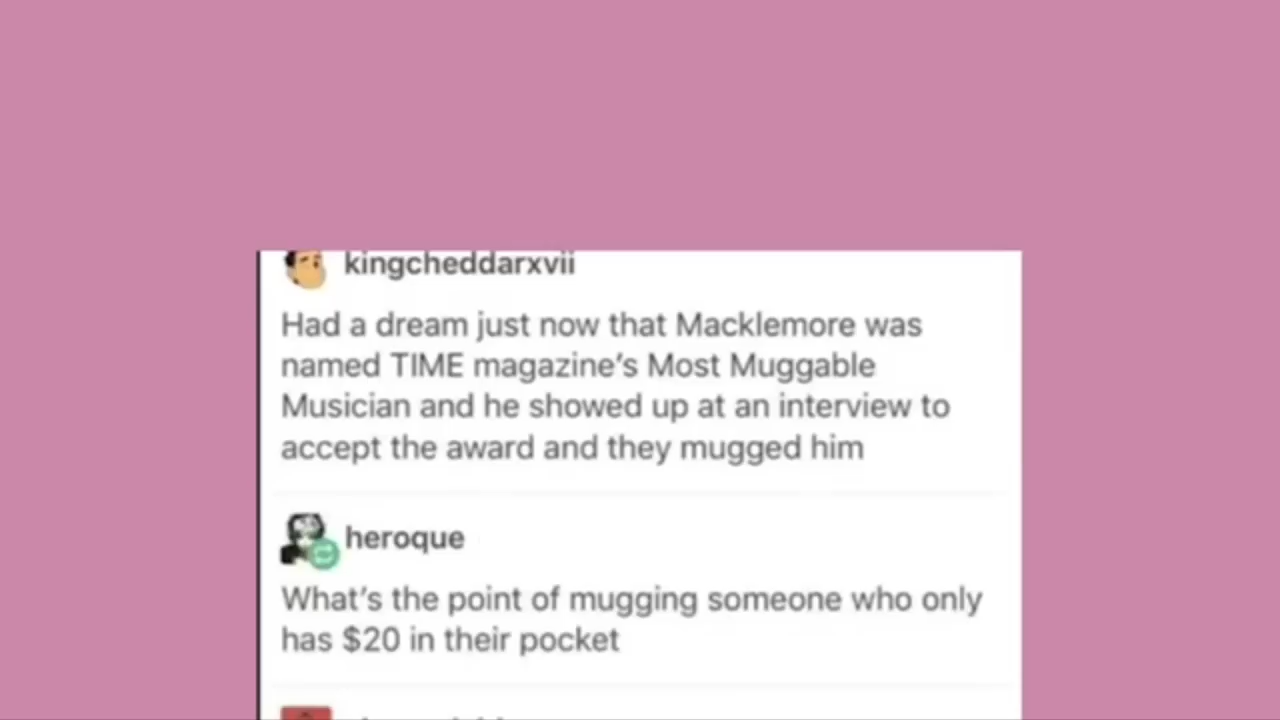 kingcheddarxvii
Had a dream just now that Macklemore was
named TIME magazine's Most Muggable
Musician and he showed up at an interview to
accept the award and they mugged him
heroque
What's the point of mugging someone who only
has $20 in their pocket